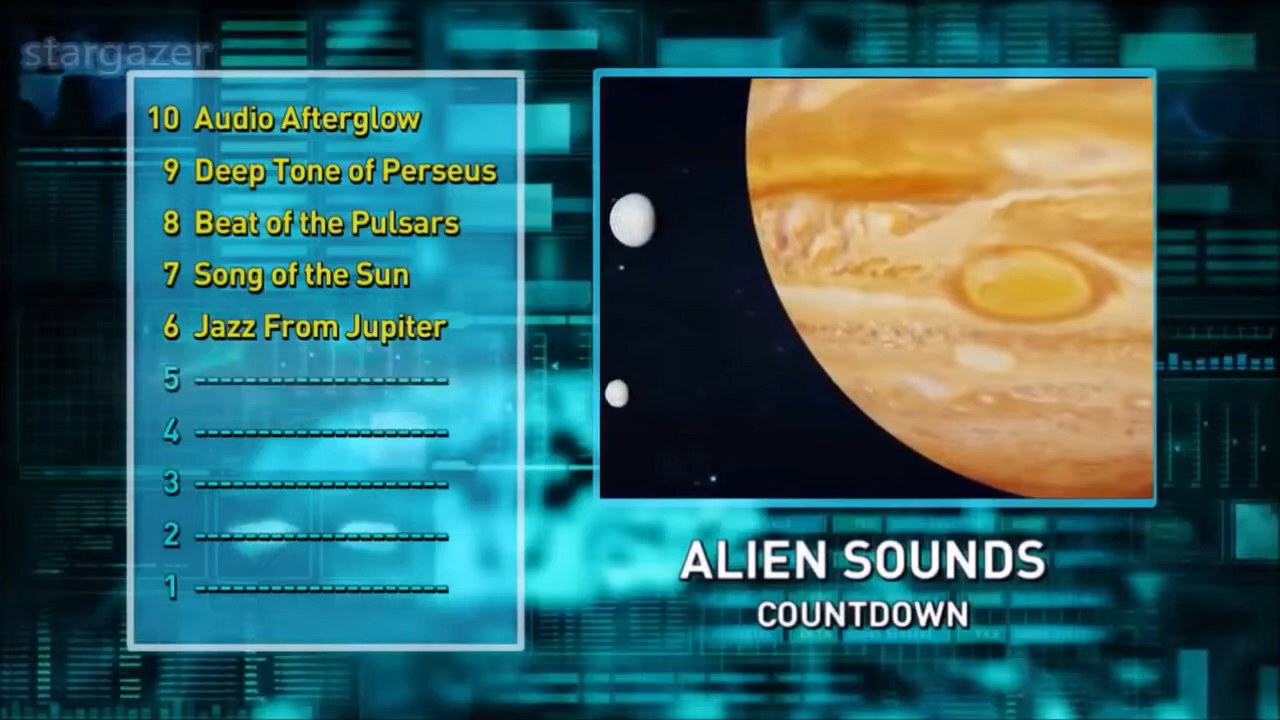 stargazer
10 Audio Afterglow
9 Deep Tone of Perseus
8 Beat of the Pulsars
7 Song of the Sun
6 Jazz From Jupiter
5 ----------------
4 ----------------
3 ----------------
2 ----------------
1 ----------------
ALIEN SOUNDS
COUNTDOWN